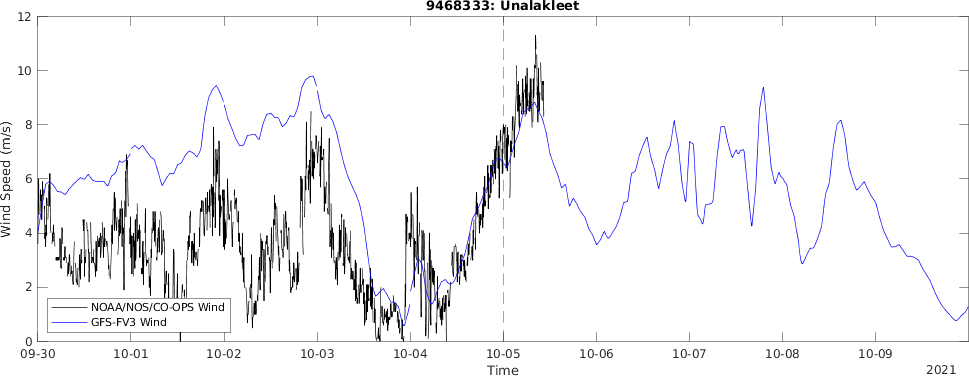 9468333: Unalakleet
Wind Speed (m/s)
12
10
8
6
4
2
0
NOAA/NOS/CO-OPS Wind
GFS-FV3 Wind
09-30 10-01 10-02 10-03 10-04 10-05 10-06 10-07 10-08 10-09
Time
2021